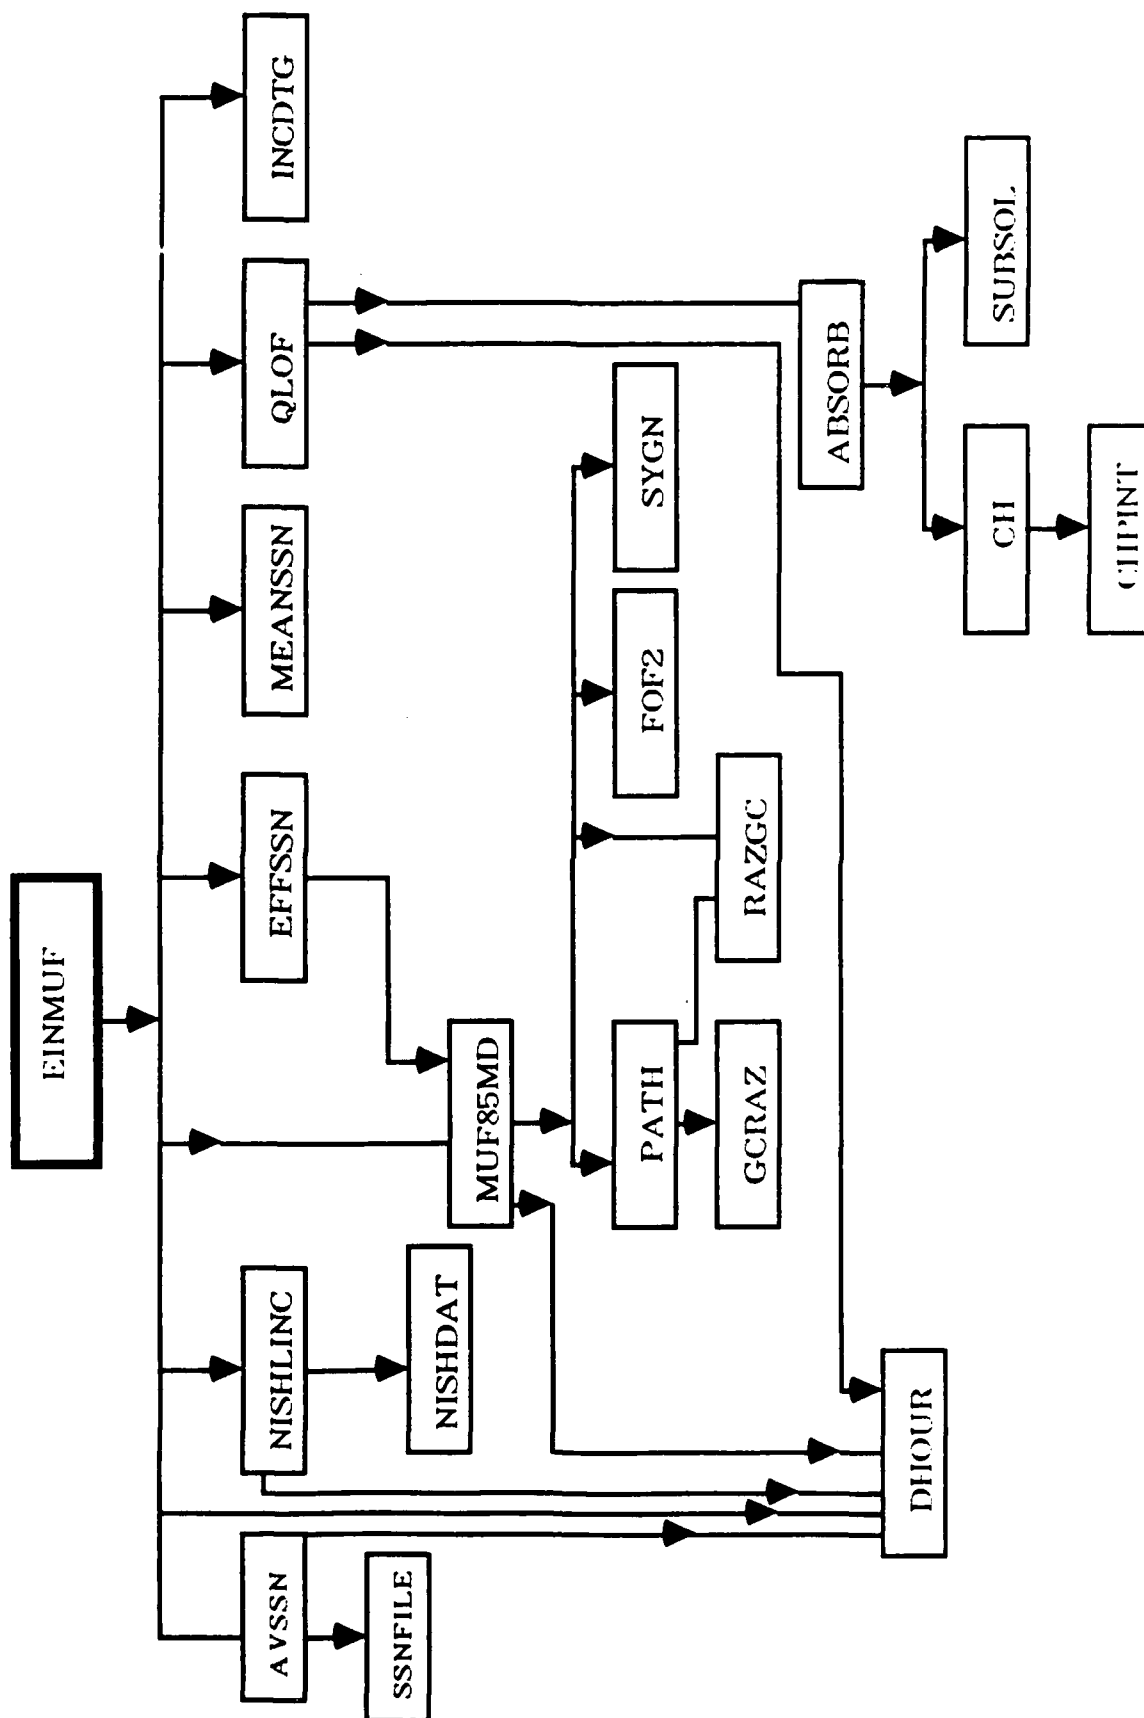 EINMUF
AVSSN
NISHLINC
EFFSSN
MEANSSN
QLOF
INCDTG
SSNFILE
NISHDAT
MUF85MD
PATH
FOF2
SYGN
GCRAZ
RAZGC
ABSORB
DHOUR
CH
SUBSOL
CHPINT